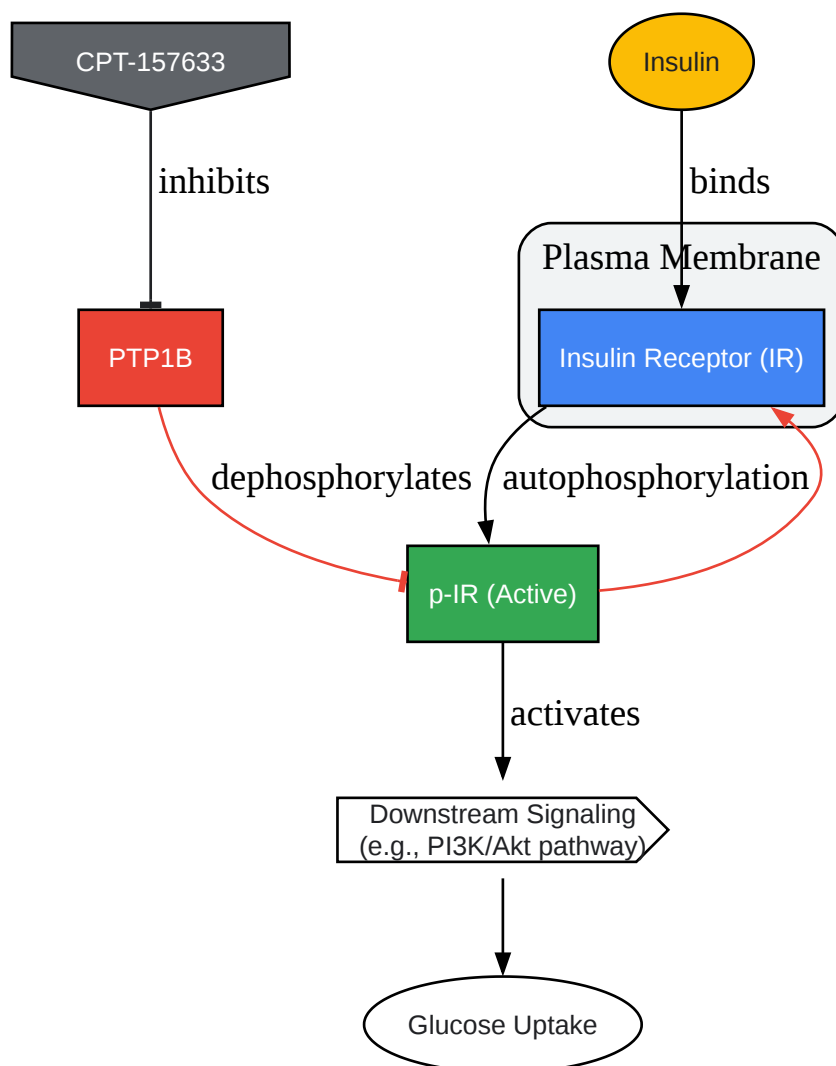 CPT-157633
Insulin
inhibits
binds
Plasma Membrane
PTP1B
Insulin Receptor (IR)
dephosphorylates
autophosphorylation
p-IR (Active)
activates
Downstream Signaling
(e.g., PI3K/Akt pathway)
Glucose Uptake